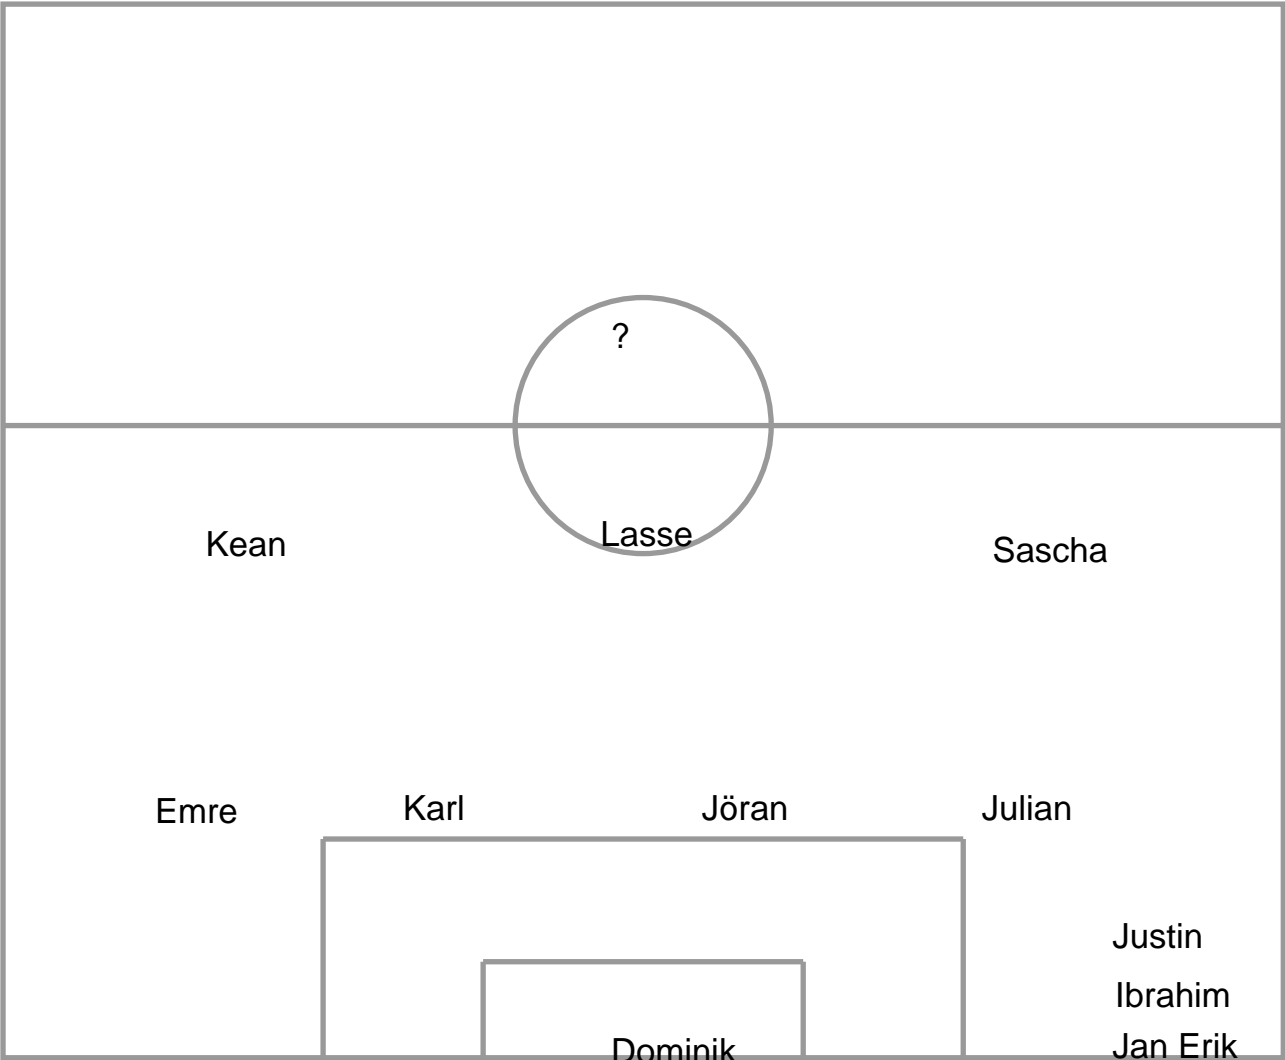 ?
Kean Lasse Sascha
Emre Karl Jöran Julian
Justin
Ibrahim
Dominik Jan Erik